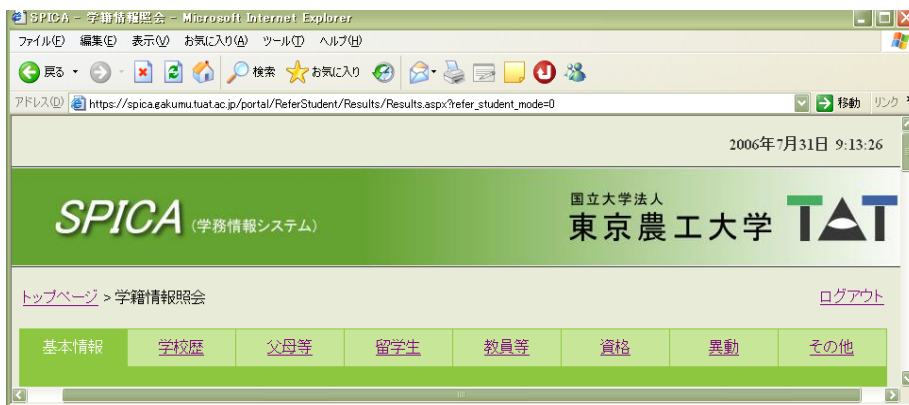 SPICA - 学籍情報照会 - Microsoft Internet Explorer
ファイル(F) 編集(E) 表示(V) お気に入り(A) ツール(T) ヘルプ(H)
戻る 検索 お気に入り
アドレス(D) https://spica.gakumu.tuat.ac.jp/portal/ReferStudent/Results/Results.aspx?refer_student_mode=0 移動 リンク
2006年7月31日 9:13:26
国立大学法人
SPICA (学務情報システム) 東京農工大学 TAT
トップページ > 学籍情報照会 ログアウト
基本情報 学校歴 父母等 留学生 教員等 資格 異動 その他